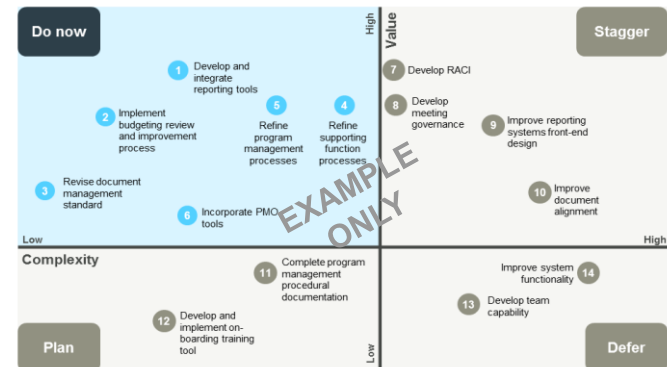 Do now
High
Value
Stagger
1
Develop and
integrate
reporting tools
2
Implement
budgeting review
and improvement
process
5
Refine
program
management
processes
4
Refine
supporting
function
processes
3
Revise document
management
standard
6
Incorporate PMO
tools
7
Develop RACI
8
Develop
meeting
governance
9
Improve reporting
systems front-end
design
10
Improve
document
alignment
EXAMPLE
ONLY
Low
High
Complexity
11
Complete program
management
procedural
documentation
12
Develop and
implement on-
boarding training
tool
Improve system
functionality
14
13
Develop team
capability
Plan
Low
Defer